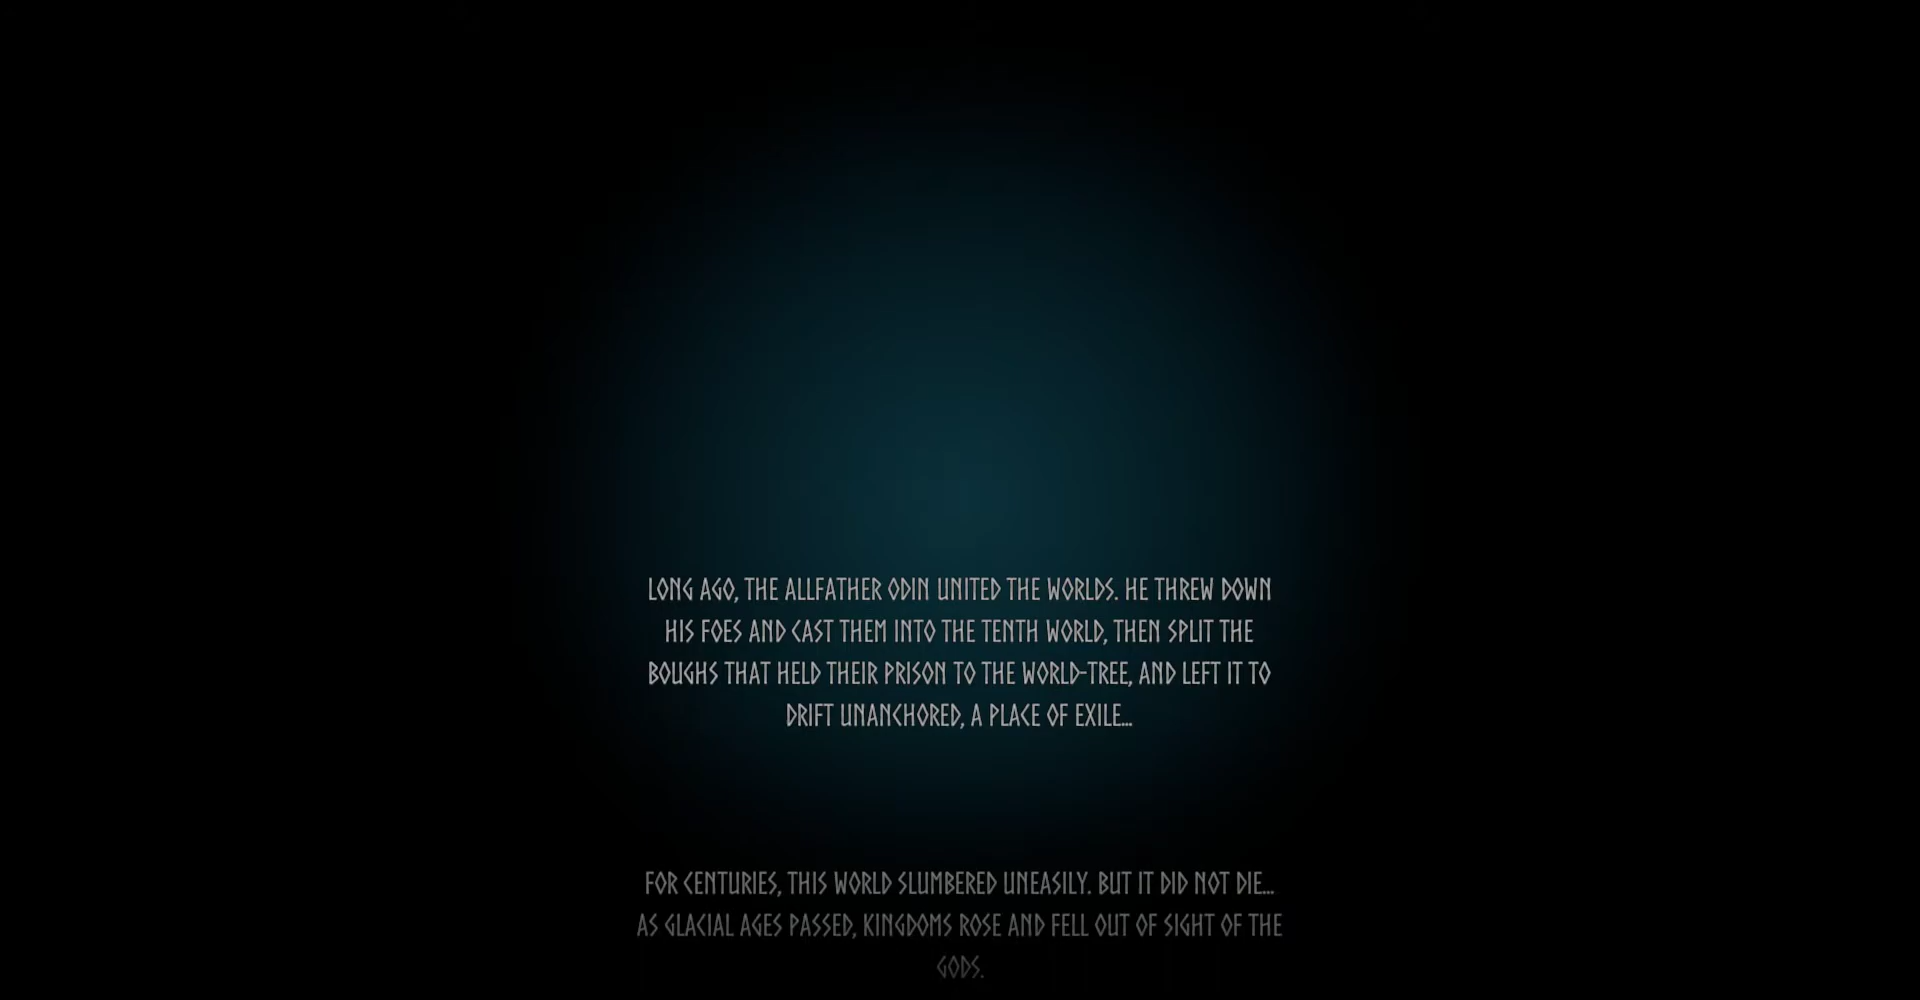 LONG AGO, THE ALLFATHER ODIN UNITED THE WORLDS. HE THREW DOWN
HIS FOES AND CAST THEM INTO THE TENTH WORLD, THEN SPLIT THE
BOUGHS THAT HELD THEIR PRISON TO THE WORLD-TREE, AND LEFT IT TO
DRIFT UNANCHORED, A PLACE OF EXILE...
FOR CENTURIES, THIS WORLD SLUMBERED UNEASILY. BUT IT DID NOT DIE...
AS GLACIAL AGES PASSED, KINGDOMS ROSE AND FELL OUT OF SIGHT OF THE
GODS.